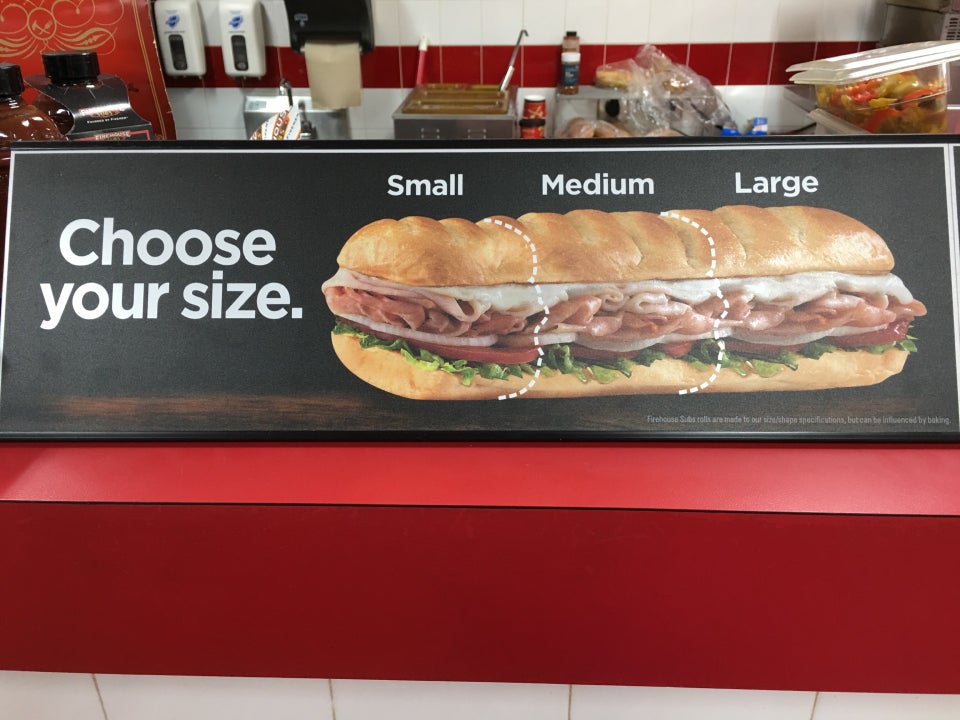 Small Medium Large
Choose
your size.
Firehouse Subs rolls are made to our size/shape specifications, but can be influenced by baking.
FIREHOUSE